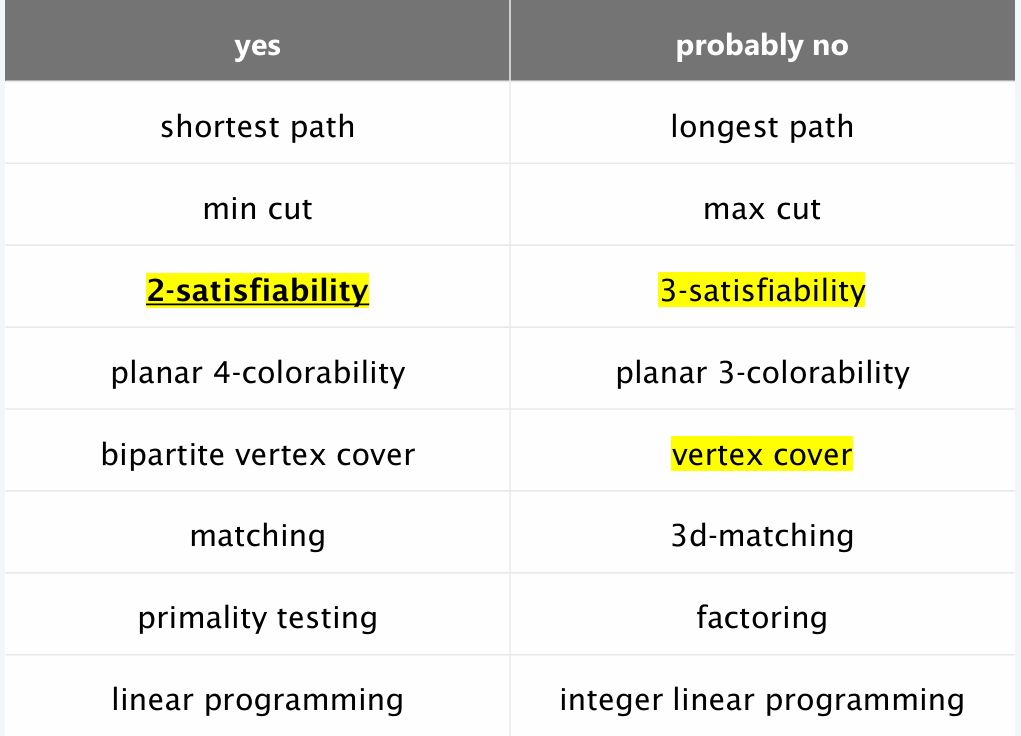 yes probably no
shortest path longest path
min cut max cut
2-satisfiability 3-satisfiability
planar 4-colorability planar 3-colorability
bipartite vertex cover vertex cover
matching 3d-matching
primality testing factoring
linear programming integer linear programming